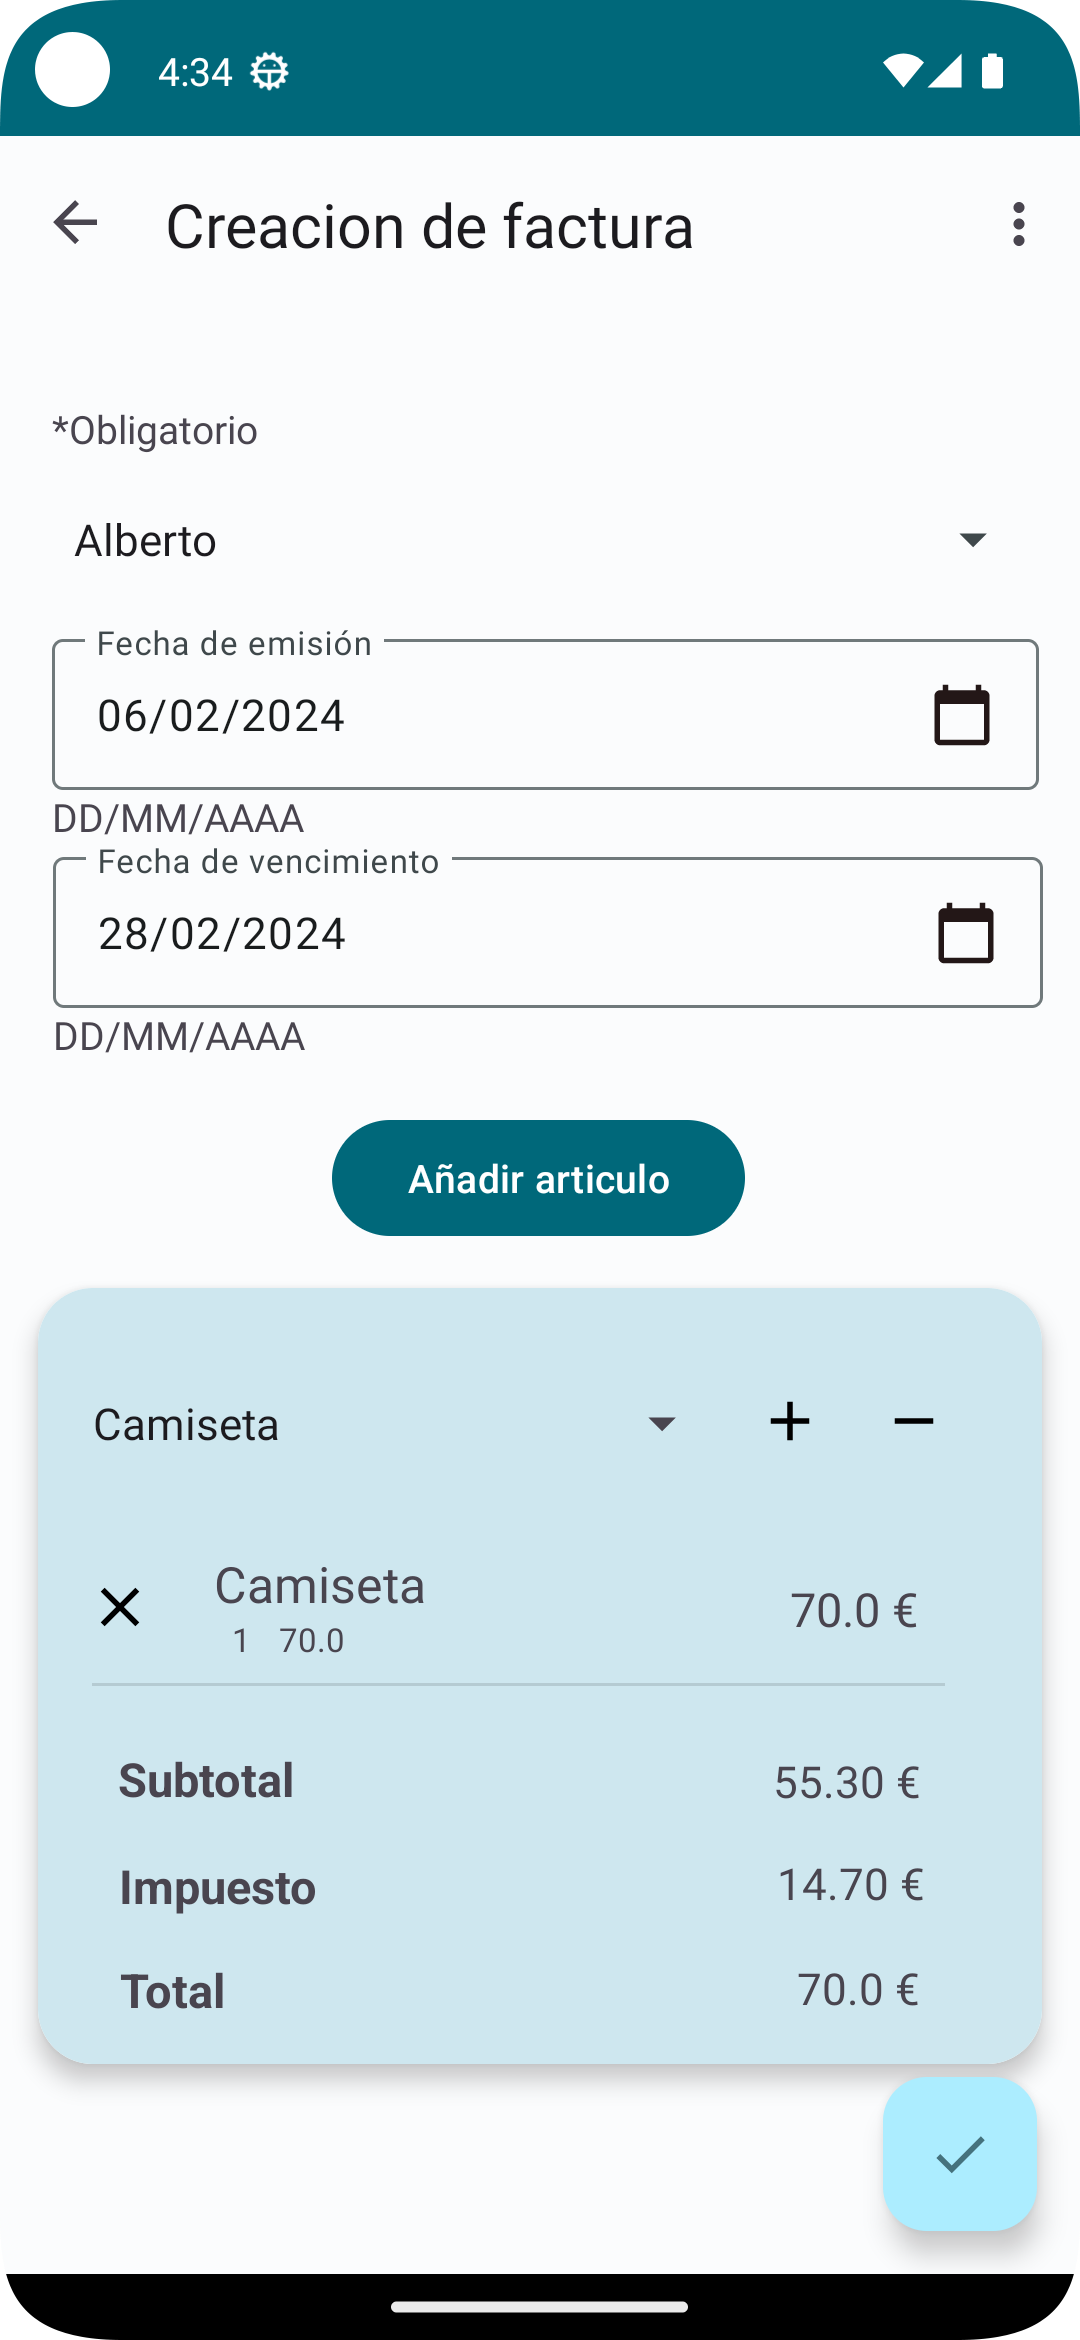 4:34
Creacion de factura
*Obligatorio
Alberto
Fecha de emisión
06/02/2024
DD/MM/AAAA
Fecha de vencimiento
28/02/2024
DD/MM/AAAA
Añadir articulo
Camiseta
Camiseta
1 70.0
70.0 €
Subtotal 55.30 €
Impuesto 14.70 €
Total 70.0 €